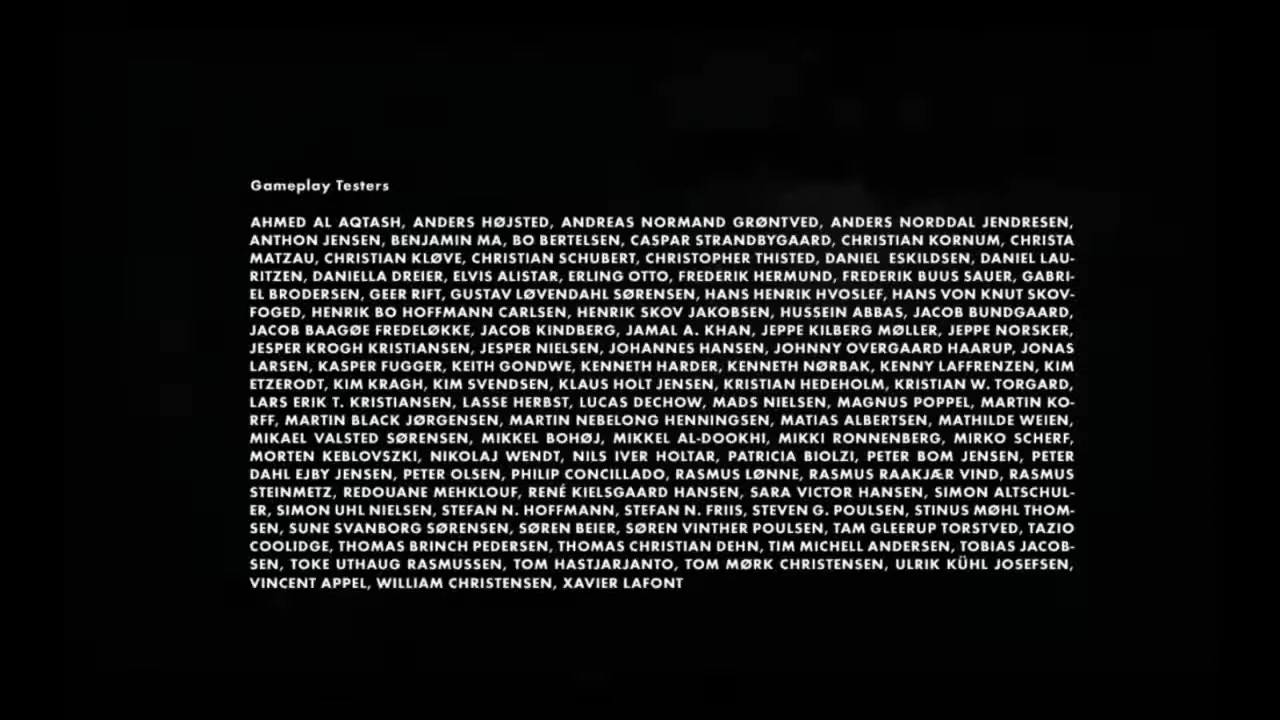 Gameplay Testers
AHMED AL AQTASH, ANDERS HØJSTED, ANDREAS NORMAND GRØNTVED, ANDERS NORDDAL JENDRESEN,
ANTHON JENSEN, BENJAMIN MA, BO BERTELSEN, CASPAR STRANDBYGAARD, CHRISTIAN KORNUM, CHRISTA
MATZAU, CHRISTIAN KLØVE, CHRISTIAN SCHUBERT, CHRISTOPHER THISTED, DANIEL ESKILDSEN, DANIEL LAU-
RITZEN, DANIELLA DREIER, ELVIS ALISTAR, ERLING OTTO, FREDERIK HERMUND, FREDERIK BUUS SAUER, GABRI-
EL BRODERSEN, GEER RIFT, GUSTAV LØVENDAHL SØRENSEN, HANS HENRIK HVOSLEF, HANS VON KNUT SKOV-
FOGED, HENRIK BO HOFFMANN CARLSEN, HENRIK SKOV JAKOBSEN, HUSSEIN ABBAS, JACOB BUNDGAARD,
JACOB BAAGØE FREDELØKKE, JACOB KINDBERG, JAMAL A. KHAN, JEPPE KILBERG MØLLER, JEPPE NORSKER,
JESPER KROGH KRISTIANSEN, JESPER NIELSEN, JOHANNES HANSEN, JOHNNY OVERGAARD HAARUP, JONAS
LARSEN, KASPER FUGGER, KEITH GONDWE, KENNETH HARDER, KENNETH NØRBAK, KENNY LAFFRENZEN, KIM
ETZERODT, KIM KRAGH, KIM SVENDSEN, KLAUS HOLT JENSEN, KRISTIAN HEDEHOLM, KRISTIAN W. TORGARD,
LARS ERIK T. KRISTIANSEN, LASSE HERBST, LUCAS DECHOW, MADS NIELSEN, MAGNUS POPPEL, MARTIN KO-
RFF, MARTIN BLACK JØRGENSEN, MARTIN NEBELONG HENNINGSEN, MATIAS ALBERTSEN, MATHILDE WEIEN,
MIKAEL VALSTED SØRENSEN, MIKKEL BOHØJ, MIKKEL AL-DOOKHI, MIKKI RONNENBERG, MIRKO SCHERF,
MORTEN KEBLOVSZKI, NIKOLAJ WENDT, NILS IVER HOLTAR, PATRICIA BIOLZI, PETER BOM JENSEN, PETER
DAHL EJBY JENSEN, PETER OLSEN, PHILIP CONCILLADO, RASMUS LØNNE, RASMUS RAAKJÆR VIND, RASMUS
STEINMETZ, REDOUANE MEHKLOUF, RENÉ KIELSGAARD HANSEN, SARA VICTOR HANSEN, SIMON ALTSCHUL-
ER, SIMON UHL NIELSEN, STEFAN N. HOFFMANN, STEFAN N. FRIIS, STEVEN G. POULSEN, STINUS MØHL THOM-
SEN, SUNE SVANBORG SØRENSEN, SØREN BEIER, SØREN VINTHER POULSEN, TAM GLEERUP TORSTVED, TAZIO
COOLIDGE, THOMAS BRINCH PEDERSEN, THOMAS CHRISTIAN DEHN, TIM MICHELL ANDERSEN, TOBIAS JACOB-
SEN, TOKE UTHAUG RASMUSSEN, TOM HASTJARJANTO, TOM MØRK CHRISTENSEN, ULRIK KÜHL JOSEFSEN,
VINCENT APPEL, WILLIAM CHRISTENSEN, XAVIER LAFONT